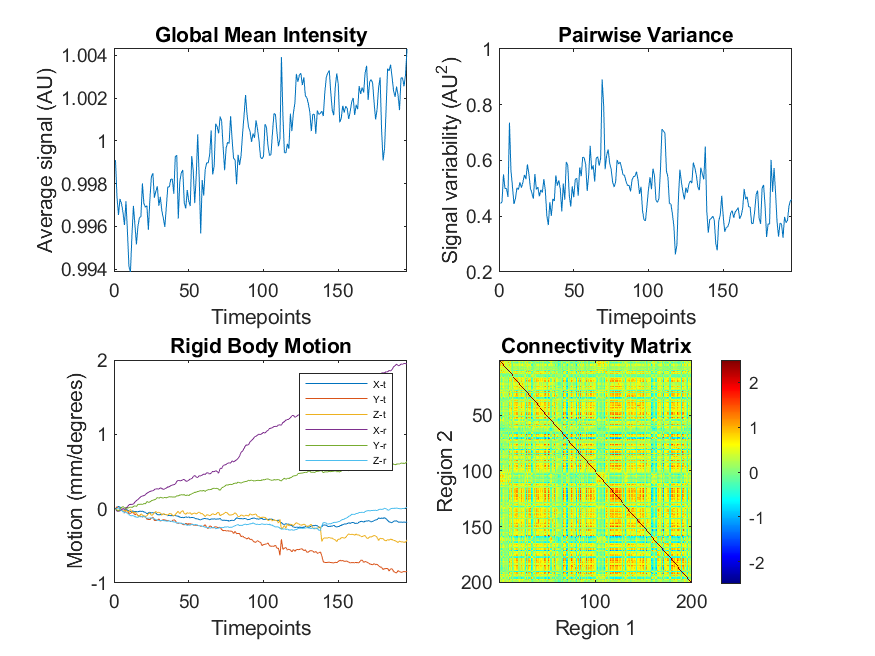 Global Mean Intensity
Average signal (AU)
1.004
1.002
1
0.998
0.996
0.994
0
50
100
150
Timepoints
Pairwise Variance
Signal variability (AU²)
1
0.8
0.6
0.4
0.2
0
50
100
150
Timepoints
Rigid Body Motion
Motion (mm/degrees)
2
1
0
-1
X-t
Y-t
Z-t
X-r
Y-r
Z-r
0
50
100
150
Timepoints
Connectivity Matrix
Region 2
50
100
150
200
100
200
Region 1
2
1
0
-1
-2